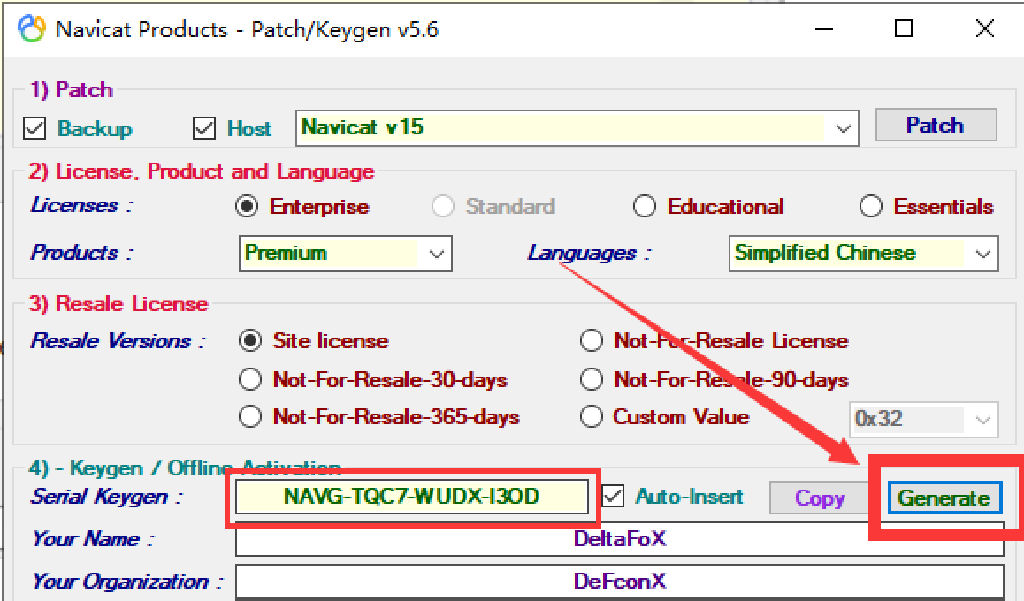 Navicat Products - Patch/Keygen v5.6
1) Patch
Backup Host Navicat v15 Patch
2) License, Product and Language
Licenses : Enterprise Standard Educational Essentials
Products : Premium Languages : Simplified Chinese
3) Resale License
Resale Versions : Site license Not-For-Resale License
Not-For-Resale-30-days Not-For-Resale-90-days
Not-For-Resale-365-days Custom Value 0x32
4) - Keygen / Offline Activation
Serial Keygen : NAVG-TQC7-WUDX-I3OD Auto-Insert Copy Generate
Your Name : DeltaFoX
Your Organization : DeFconX